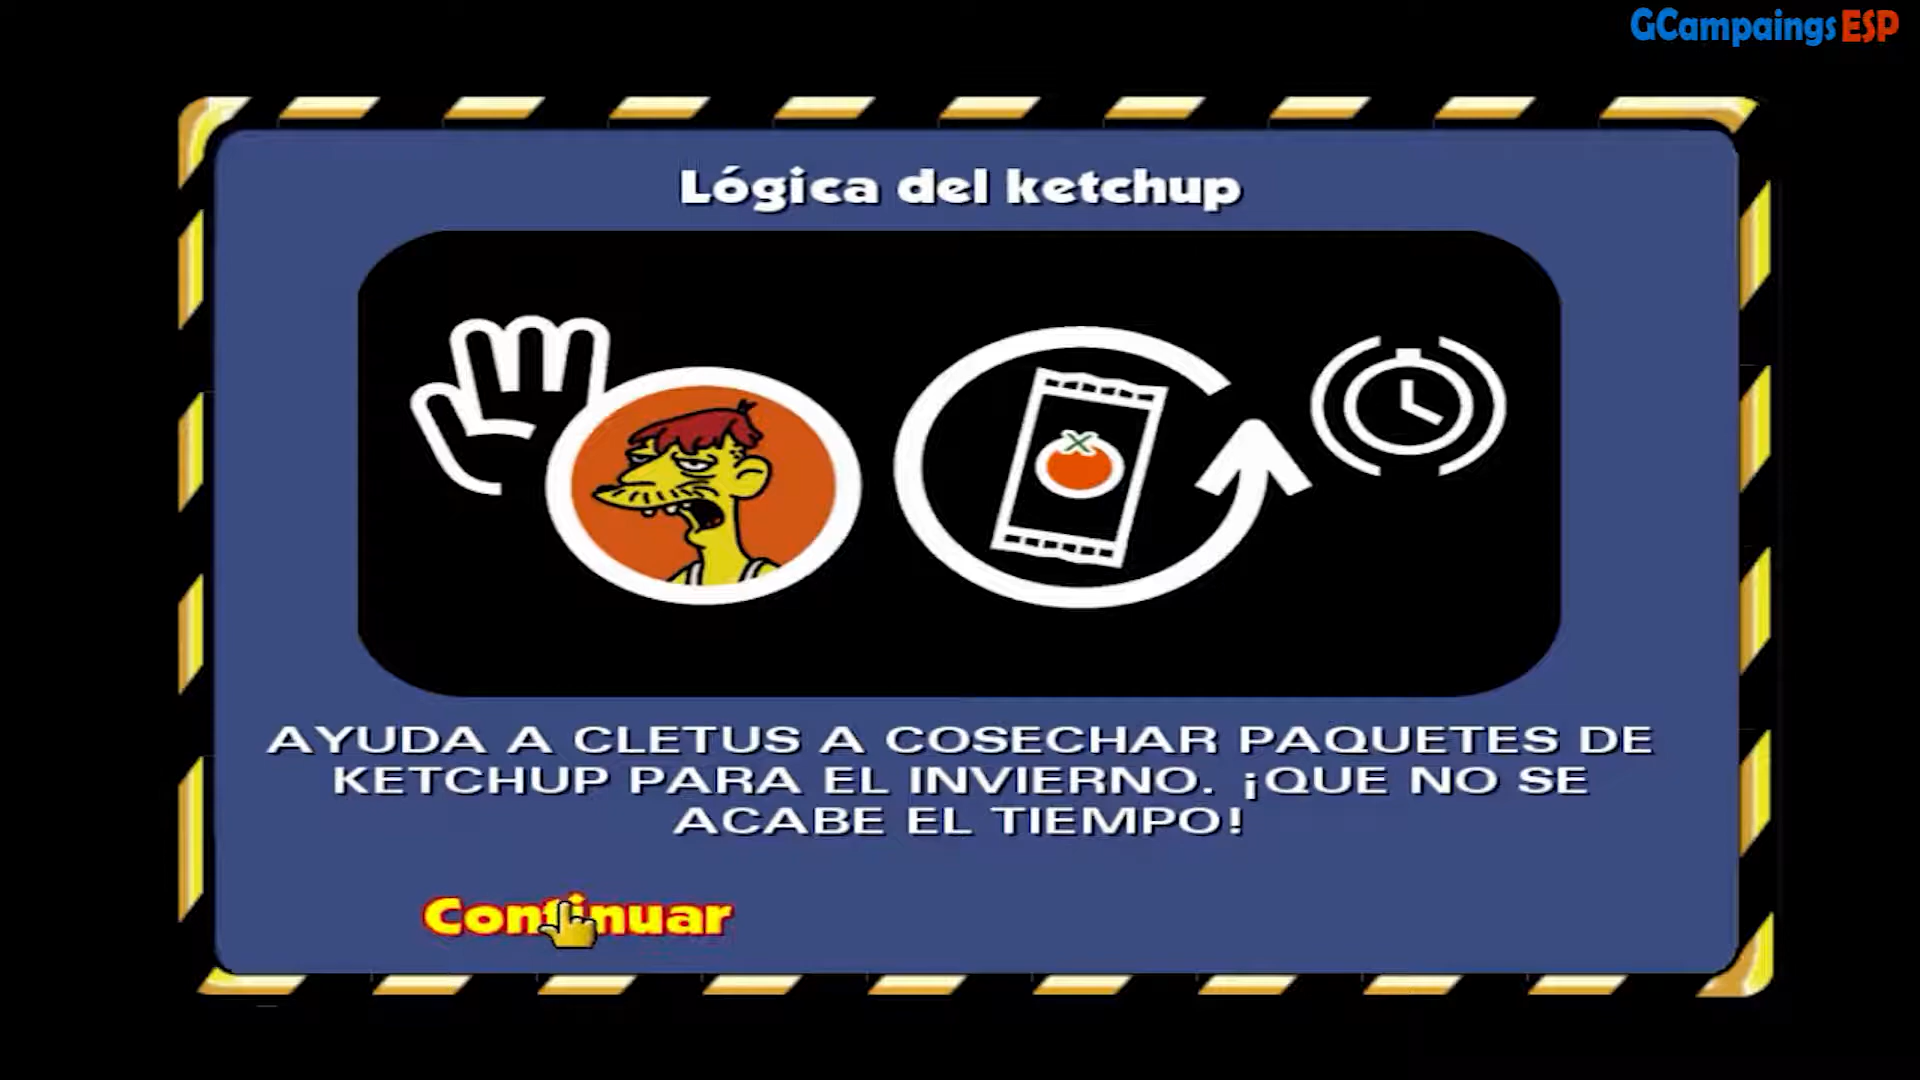 GCampaings ESP
Lógica del ketchup
AYUDA A CLETUS A COSECHAR PAQUETES DE
KETCHUP PARA EL INVIERNO. ¡QUE NO SE
ACABE EL TIEMPO!
Continuar